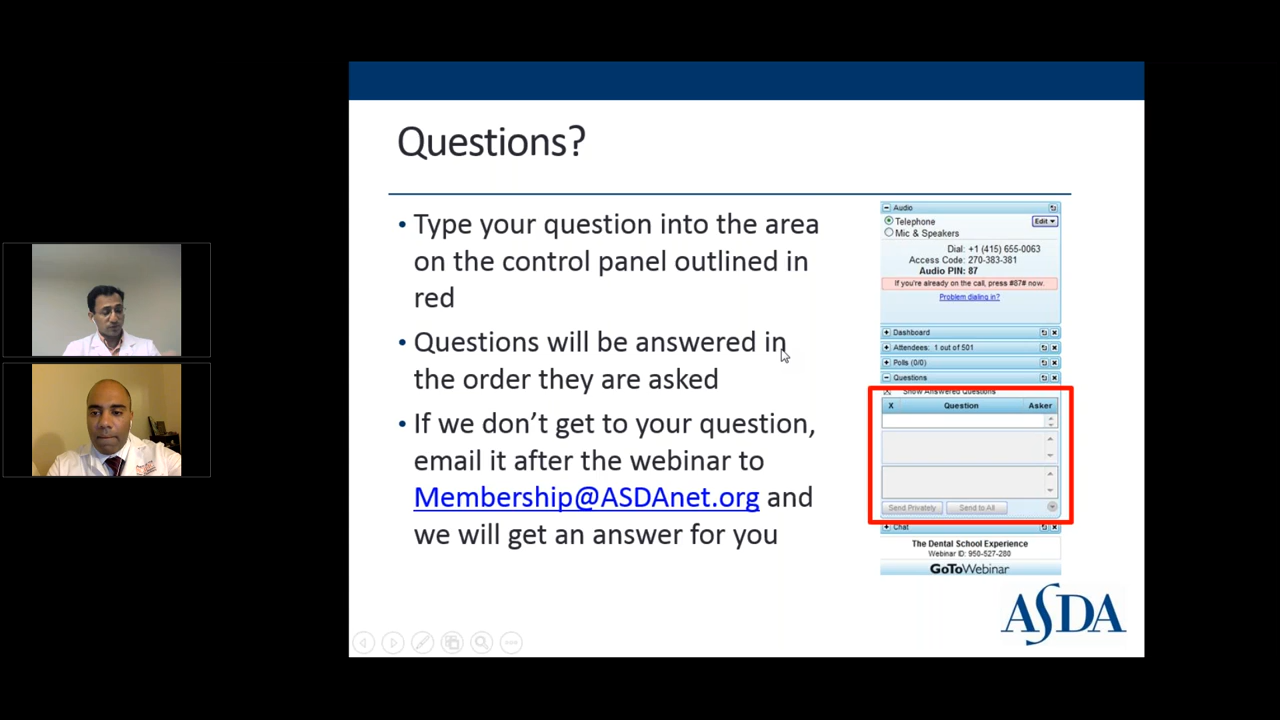 Questions?
• Type your question into the area
on the control panel outlined in
red
• Questions will be answered in
the order they are asked
• If we don’t get to your question,
email it after the webinar to
Membership@ASDAnet.org and
we will get an answer for you
Audio
Telephone
Edit
Mic & Speakers
Dial: +1 (415) 655-0063
Access Code: 270-383-381
Audio PIN: 87
If you're already on the call, press #87# now.
Problem dialing in?
Dashboard
Attendees: 1 out of 501
Polls (0/0)
Questions
Show Answered Questions
X Question Asker
Send Privately Send to All
Chat
The Dental School Experience
Webinar ID: 950-527-280
GoToWebinar
ASDA